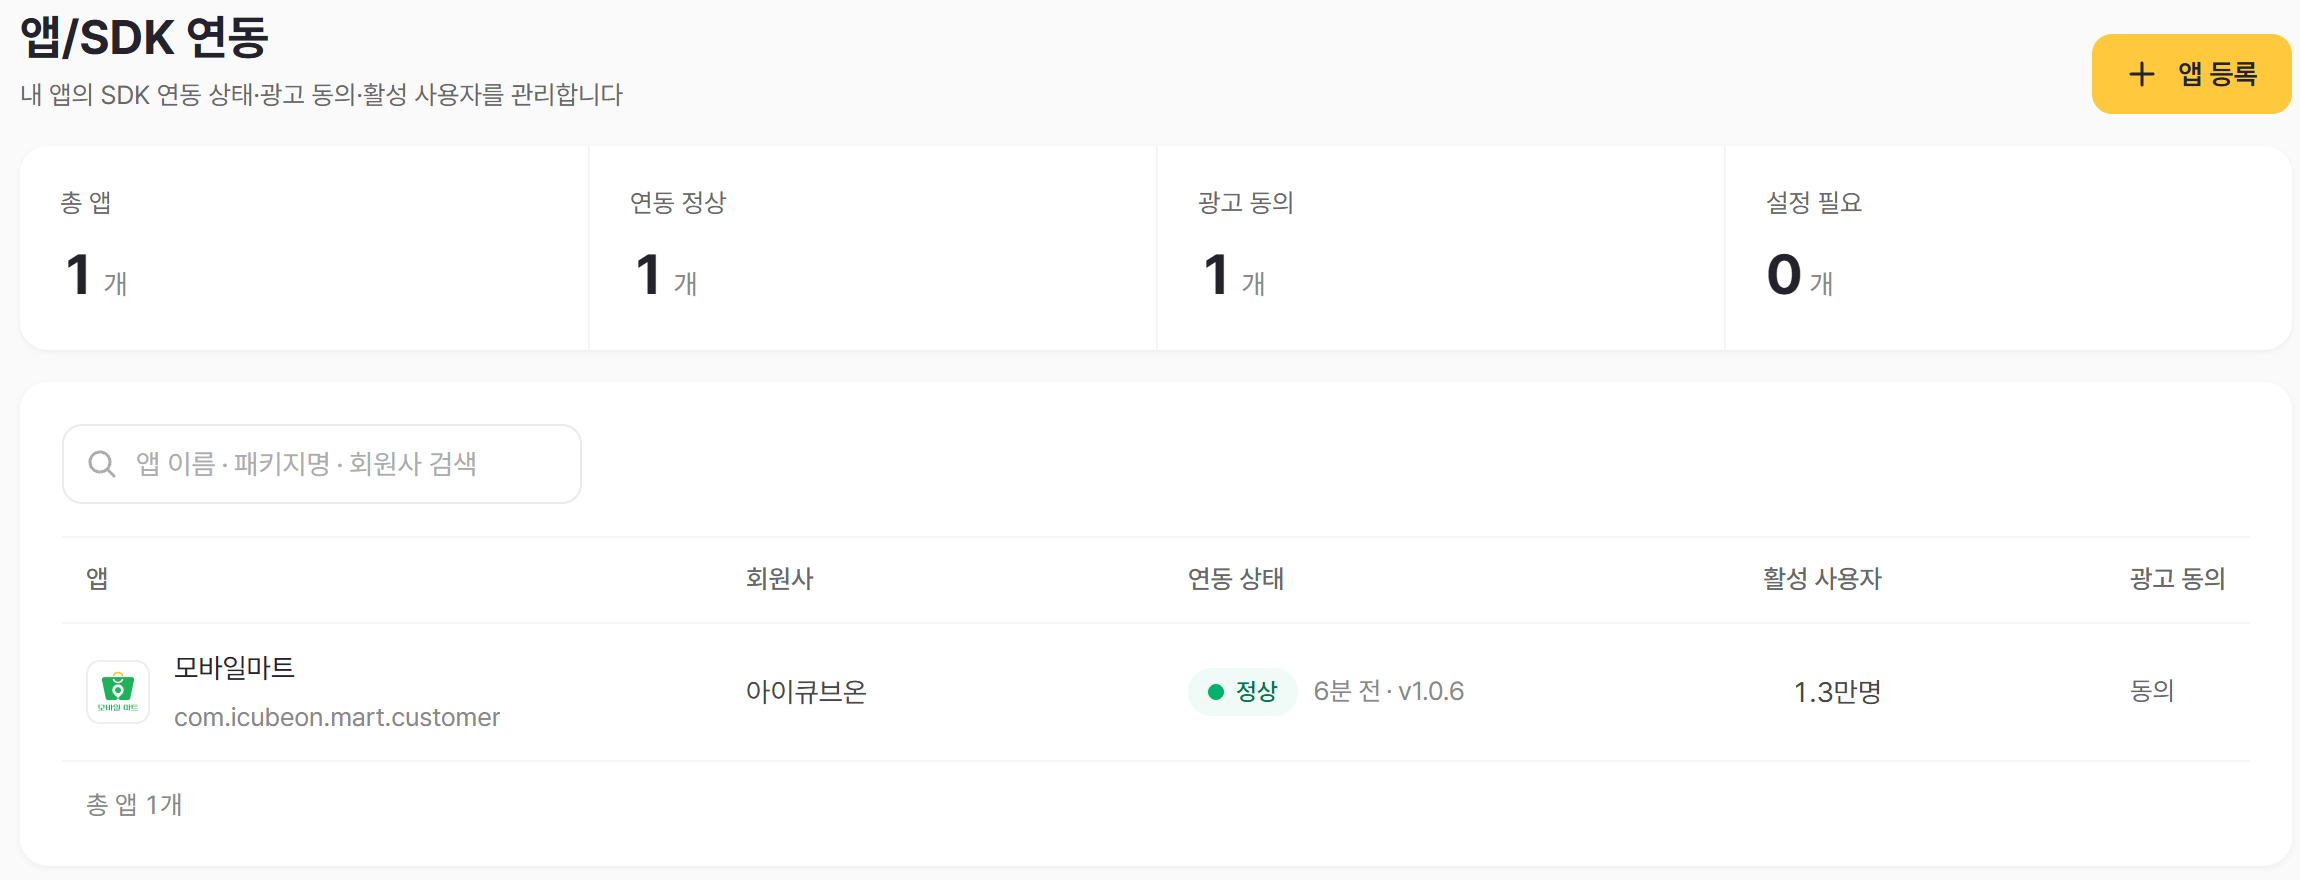 앱/SDK 연동
내 앱의 SDK 연동 상태·광고 동의·활성 사용자를 관리합니다
+ 앱 등록
총 앱
1 개
연동 정상
1 개
광고 동의
1 개
설정 필요
0 개
앱 이름 · 패키지명 · 회원사 검색
앱 회원사 연동 상태 활성 사용자 광고 동의
모바일 마트
모바일마트
com.icubeon.mart.customer
아이큐브온
정상 6분 전 · v1.0.6
1.3만명
동의
총 앱 1개